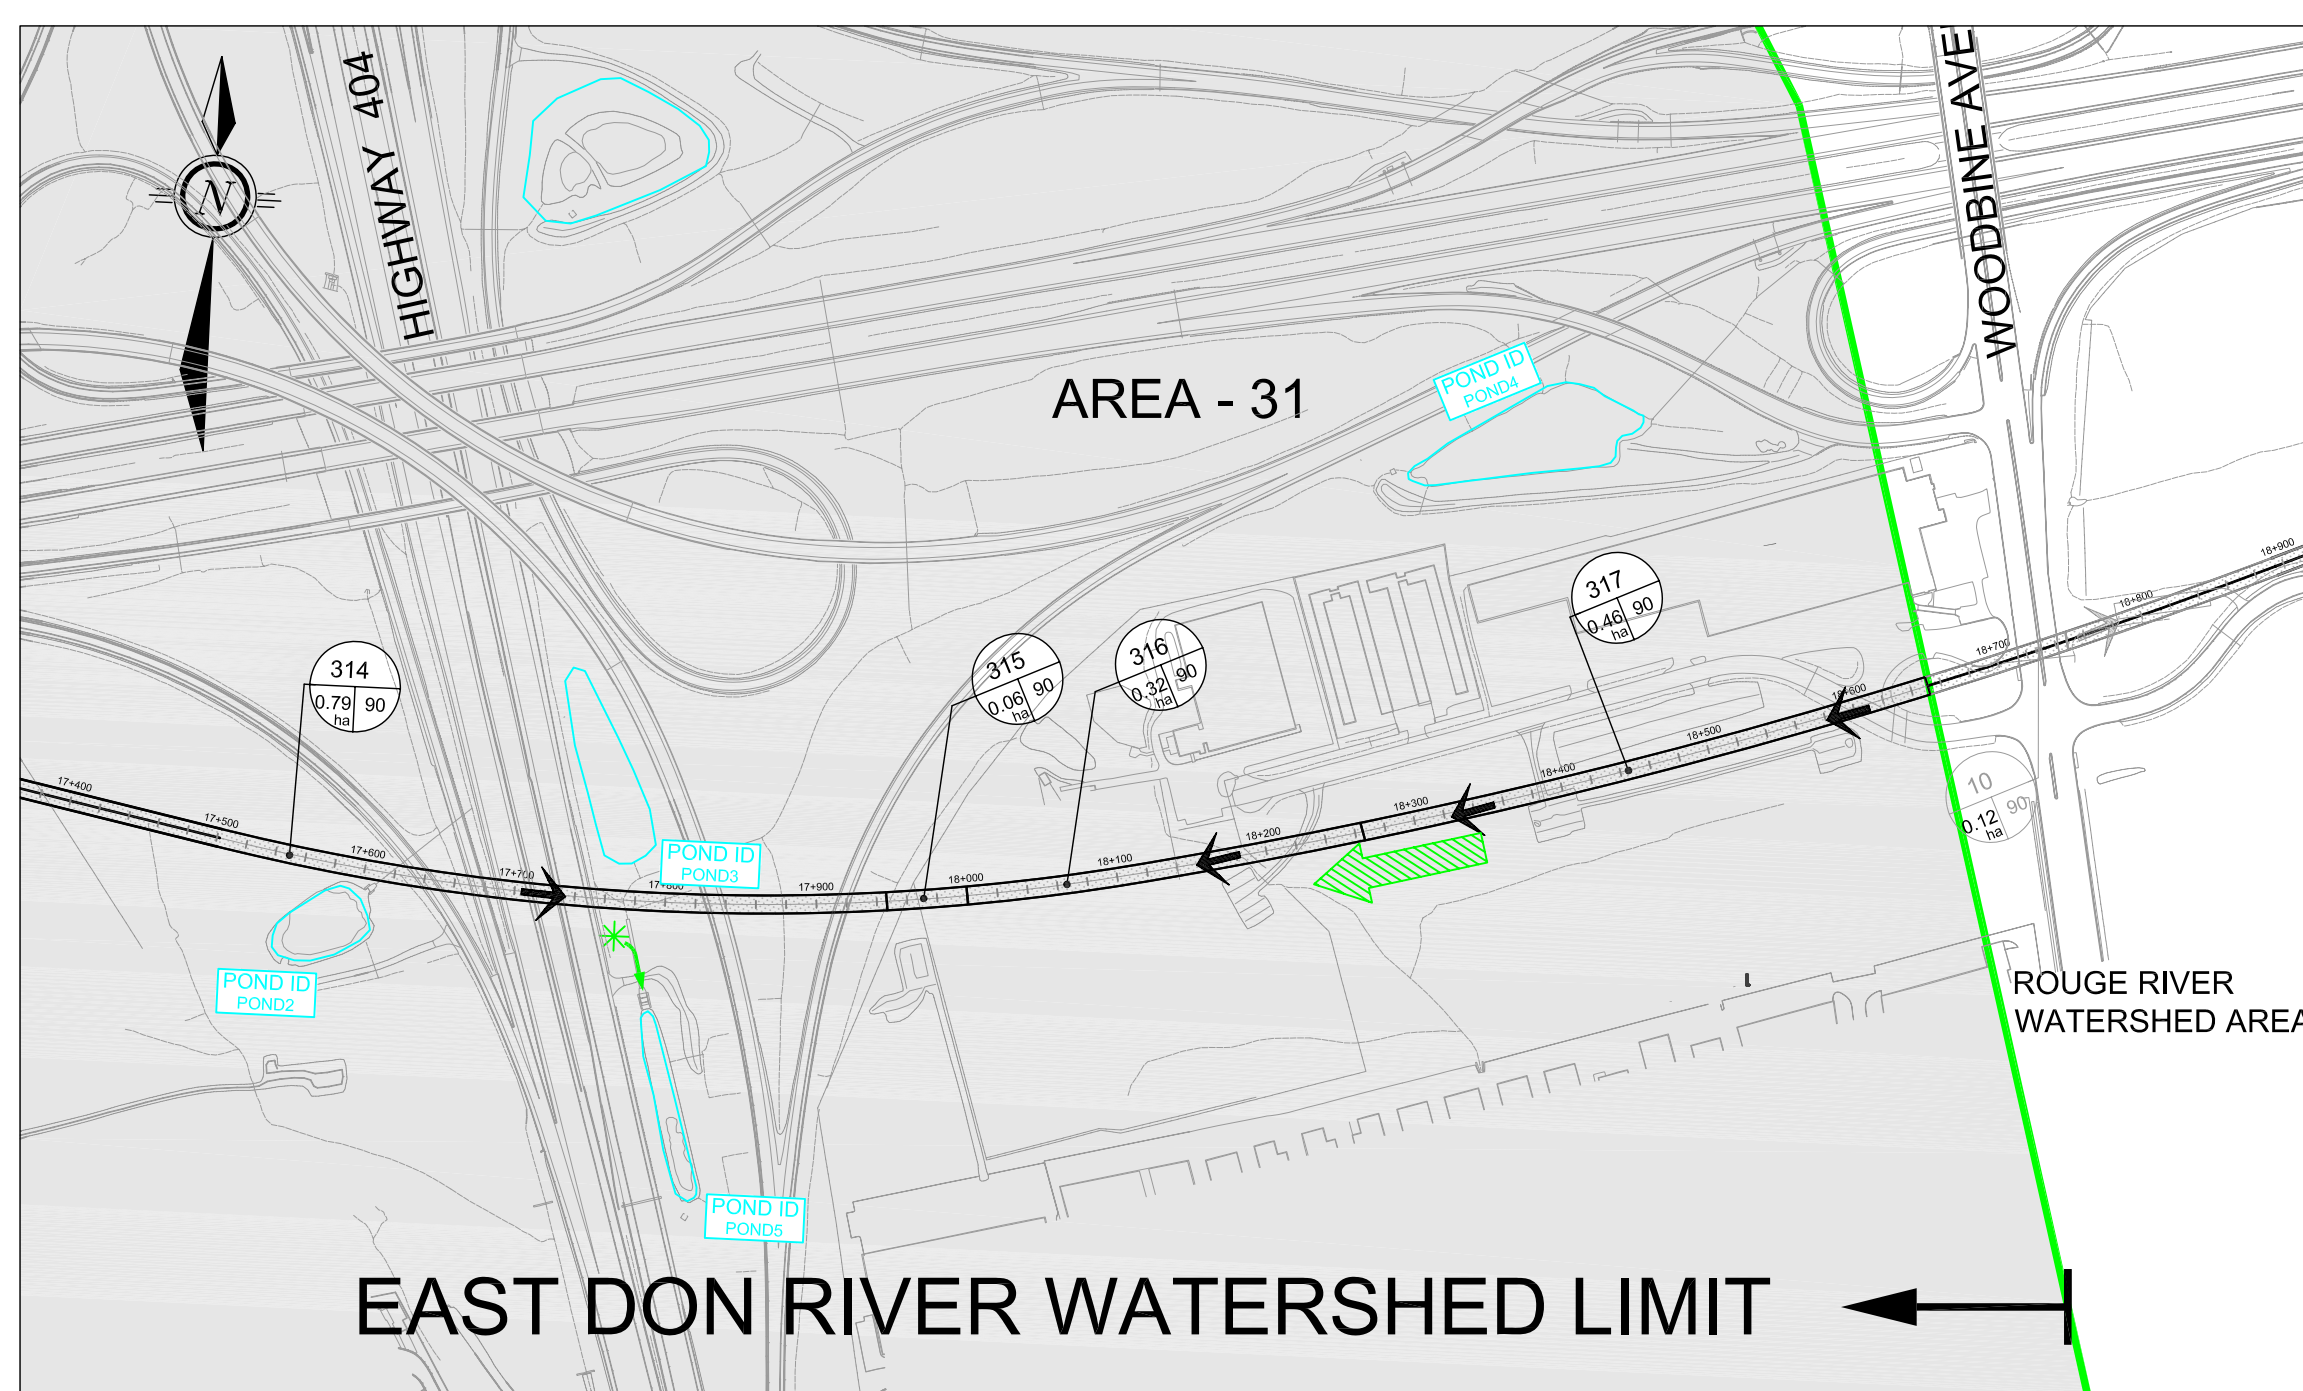 HIGHWAY 404
WOODBINE AVE
N
AREA - 31
POND ID
POND4
314
0.79
ha
90
315
0.06
ha
90
316
0.32
ha
90
317
0.46
ha
90
10
0.12
ha
90
17+400
17+500
17+600
17+700
17+800
17+900
18+000
18+100
18+200
18+300
18+400
18+500
18+600
18+700
18+800
18+900
POND ID
POND3
POND ID
POND2
POND ID
POND5
ROUGE RIVER
WATERSHED AREA
EAST DON RIVER WATERSHED LIMIT